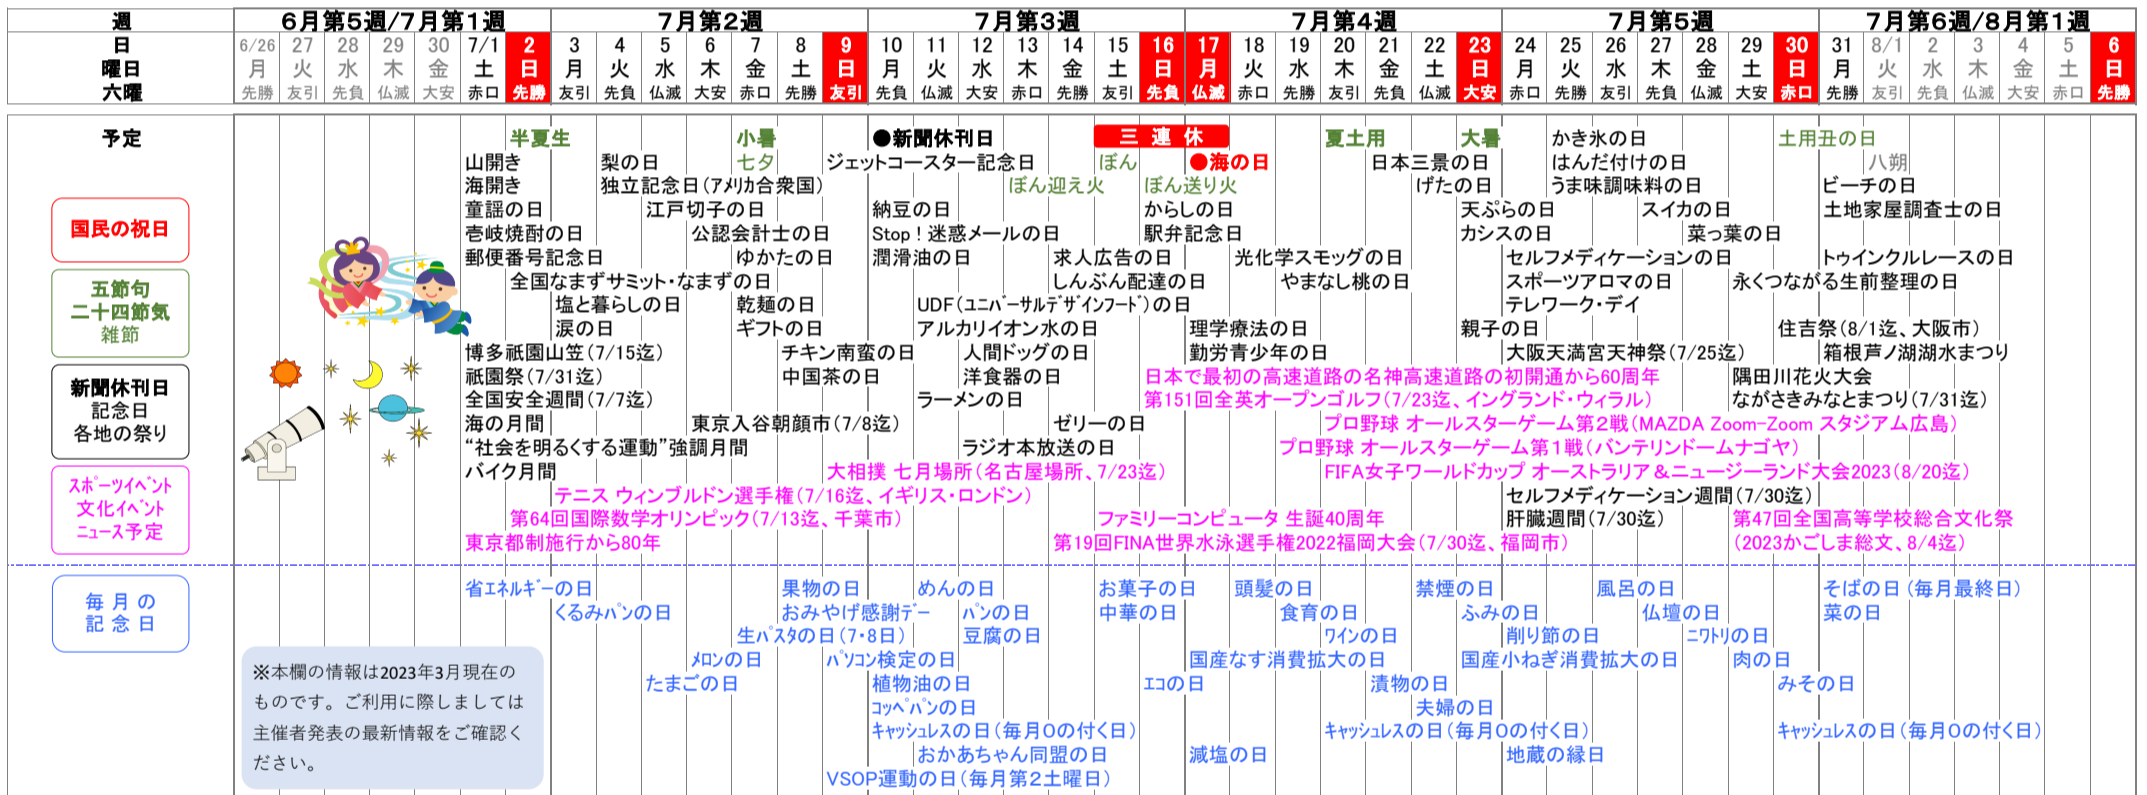 週 6月第5週/7月第1週 7月第2週 7月第3週 7月第4週 7月第5週 7月第6週/8月第1週
日 6/26 27 28 29 30 7/1 2 3 4 5 6 7 8 9 10 11 12 13 14 15 16 17 18 19 20 21 22 23 24 25 26 27 28 29 30 31 8/1 2 3 4 5 6
曜日 月 火 水 木 金 土 日 月 火 水 木 金 土 日 月 火 水 木 金 土 日 月 火 水 木 金 土 日 月 火 水 木 金 土 日 月 火 水 木 金 土 日
六曜 先勝 友引 先負 仏滅 大安 赤口 先勝 友引 先負 仏滅 大安 赤口 先勝 友引 先負 仏滅 大安 赤口 先勝 友引 先負 仏滅 赤口 先勝 友引 先負 仏滅 大安 赤口 先勝 友引 先負 仏滅 大安 赤口 先勝 友引 先負 仏滅 大安 赤口 先勝
予定 半夏生 小暑 ●新聞休刊日 三連休 夏土用 大暑 かき氷の日 土用丑の日
山開き 梨の日 七夕 ジェットコースター記念日 ぼん ●海の日 日本三景の日 はんだ付けの日 八朔
海開き 独立記念日(アメリカ合衆国) ぼん迎え火 ぼん送り火 げたの日 うま味調味料の日 ビーチの日
童謡の日 江戸切子の日 納豆の日 からしの日 天ぷらの日 スイカの日 土地家屋調査士の日
国民の祝日
壱岐焼酎の日 公認会計士の日 Stop!迷惑メールの日 駅弁記念日 カシスの日 菜っ葉の日
郵便番号記念日 ゆかたの日 潤滑油の日 求人広告の日 光化学スモッグの日 セルフメディケーションの日 トゥインクルレースの日
全国なまずサミット・なまずの日 しんぶん配達の日 やまなし桃の日 スポーツアロマの日 永くつながる生前整理の日
五節句
二十四節気
雑節
塩と暮らしの日 乾麺の日 UDF(ユニバーサルデザインフード)の日 テレワーク・デイ
涙の日 ギフトの日 アルカリイオン水の日 理学療法の日 親子の日 住吉祭(8/1迄、大阪市)
博多祇園山笠(7/15迄) チキン南蛮の日 人間ドッグの日 勤労青少年の日 大阪天満宮天神祭(7/25迄) 箱根芦ノ湖湖水まつり
祇園祭(7/31迄) 中国茶の日 洋食器の日 日本で最初の高速道路の名神高速道路の初開通から60周年 隅田川花火大会
新聞休刊日
記念日
各地の祭り
全国安全週間(7/7迄) ラーメンの日 第151回全英オープンゴルフ(7/23迄、イングランド・ウィラル) ながさきみなとまつり(7/31迄)
海の月間 東京入谷朝顔市(7/8迄) ゼリーの日 プロ野球 オールスターゲーム第2戦(MAZDA Zoom-Zoom スタジアム広島)
“社会を明るくする運動”強調月間 ラジオ本放送の日 プロ野球 オールスターゲーム第1戦(バンテリンドームナゴヤ)
バイク月間 大相撲 七月場所(名古屋場所、7/23迄) FIFA女子ワールドカップ オーストラリア&ニュージーランド大会2023(8/20迄)
スポーツイベント
文化イベント
ニュース予定
テニス ウィンブルドン選手権(7/16迄、イギリス・ロンドン) セルフメディケーション週間(7/30迄)
第64回国際数学オリンピック(7/13迄、千葉市) ファミリーコンピュータ 生誕40周年 肝臓週間(7/30迄) 第47回全国高等学校総合文化祭
東京都制施行から80年 第19回FINA世界水泳選手権2022福岡大会(7/30迄、福岡市) (2023かごしま総文、8/4迄)
毎月の
記念日
省エネルギーの日 果物の日 めんの日 お菓子の日 頭髪の日 禁煙の日 風呂の日 そばの日(毎月最終日)
くるみパンの日 おみやげ感謝デー パンの日 中華の日 食育の日 ふみの日 仏壇の日 菜の日
生パスタの日(7・8日) 豆腐の日 ワインの日 削り節の日 ニワトリの日
メロンの日 パソコン検定の日 国産なす消費拡大の日 国産小ねぎ消費拡大の日 肉の日
たまごの日 植物油の日 エコの日 漬物の日 みその日
コッペパンの日 夫婦の日
キャッシュレスの日(毎月0の付く日) キャッシュレスの日(毎月0の付く日) キャッシュレスの日(毎月0の付く日)
おかあちゃん同盟の日 減塩の日 地蔵の縁日
VSOP運動の日(毎月第2土曜日)
※本欄の情報は2023年3月現在の
ものです。ご利用に際しましては
主催者発表の最新情報をご確認く
ださい。